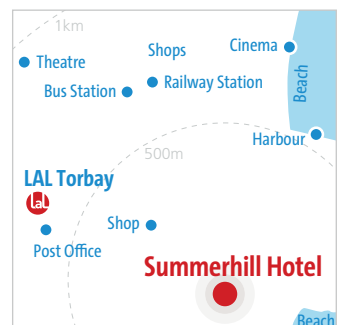 1km
Shops
Cinema
Theatre
Railway Station
Bus Station
Beach
Harbour
500m
LAL Torbay
lal
Shop
Post Office
Summerhill Hotel
Beach